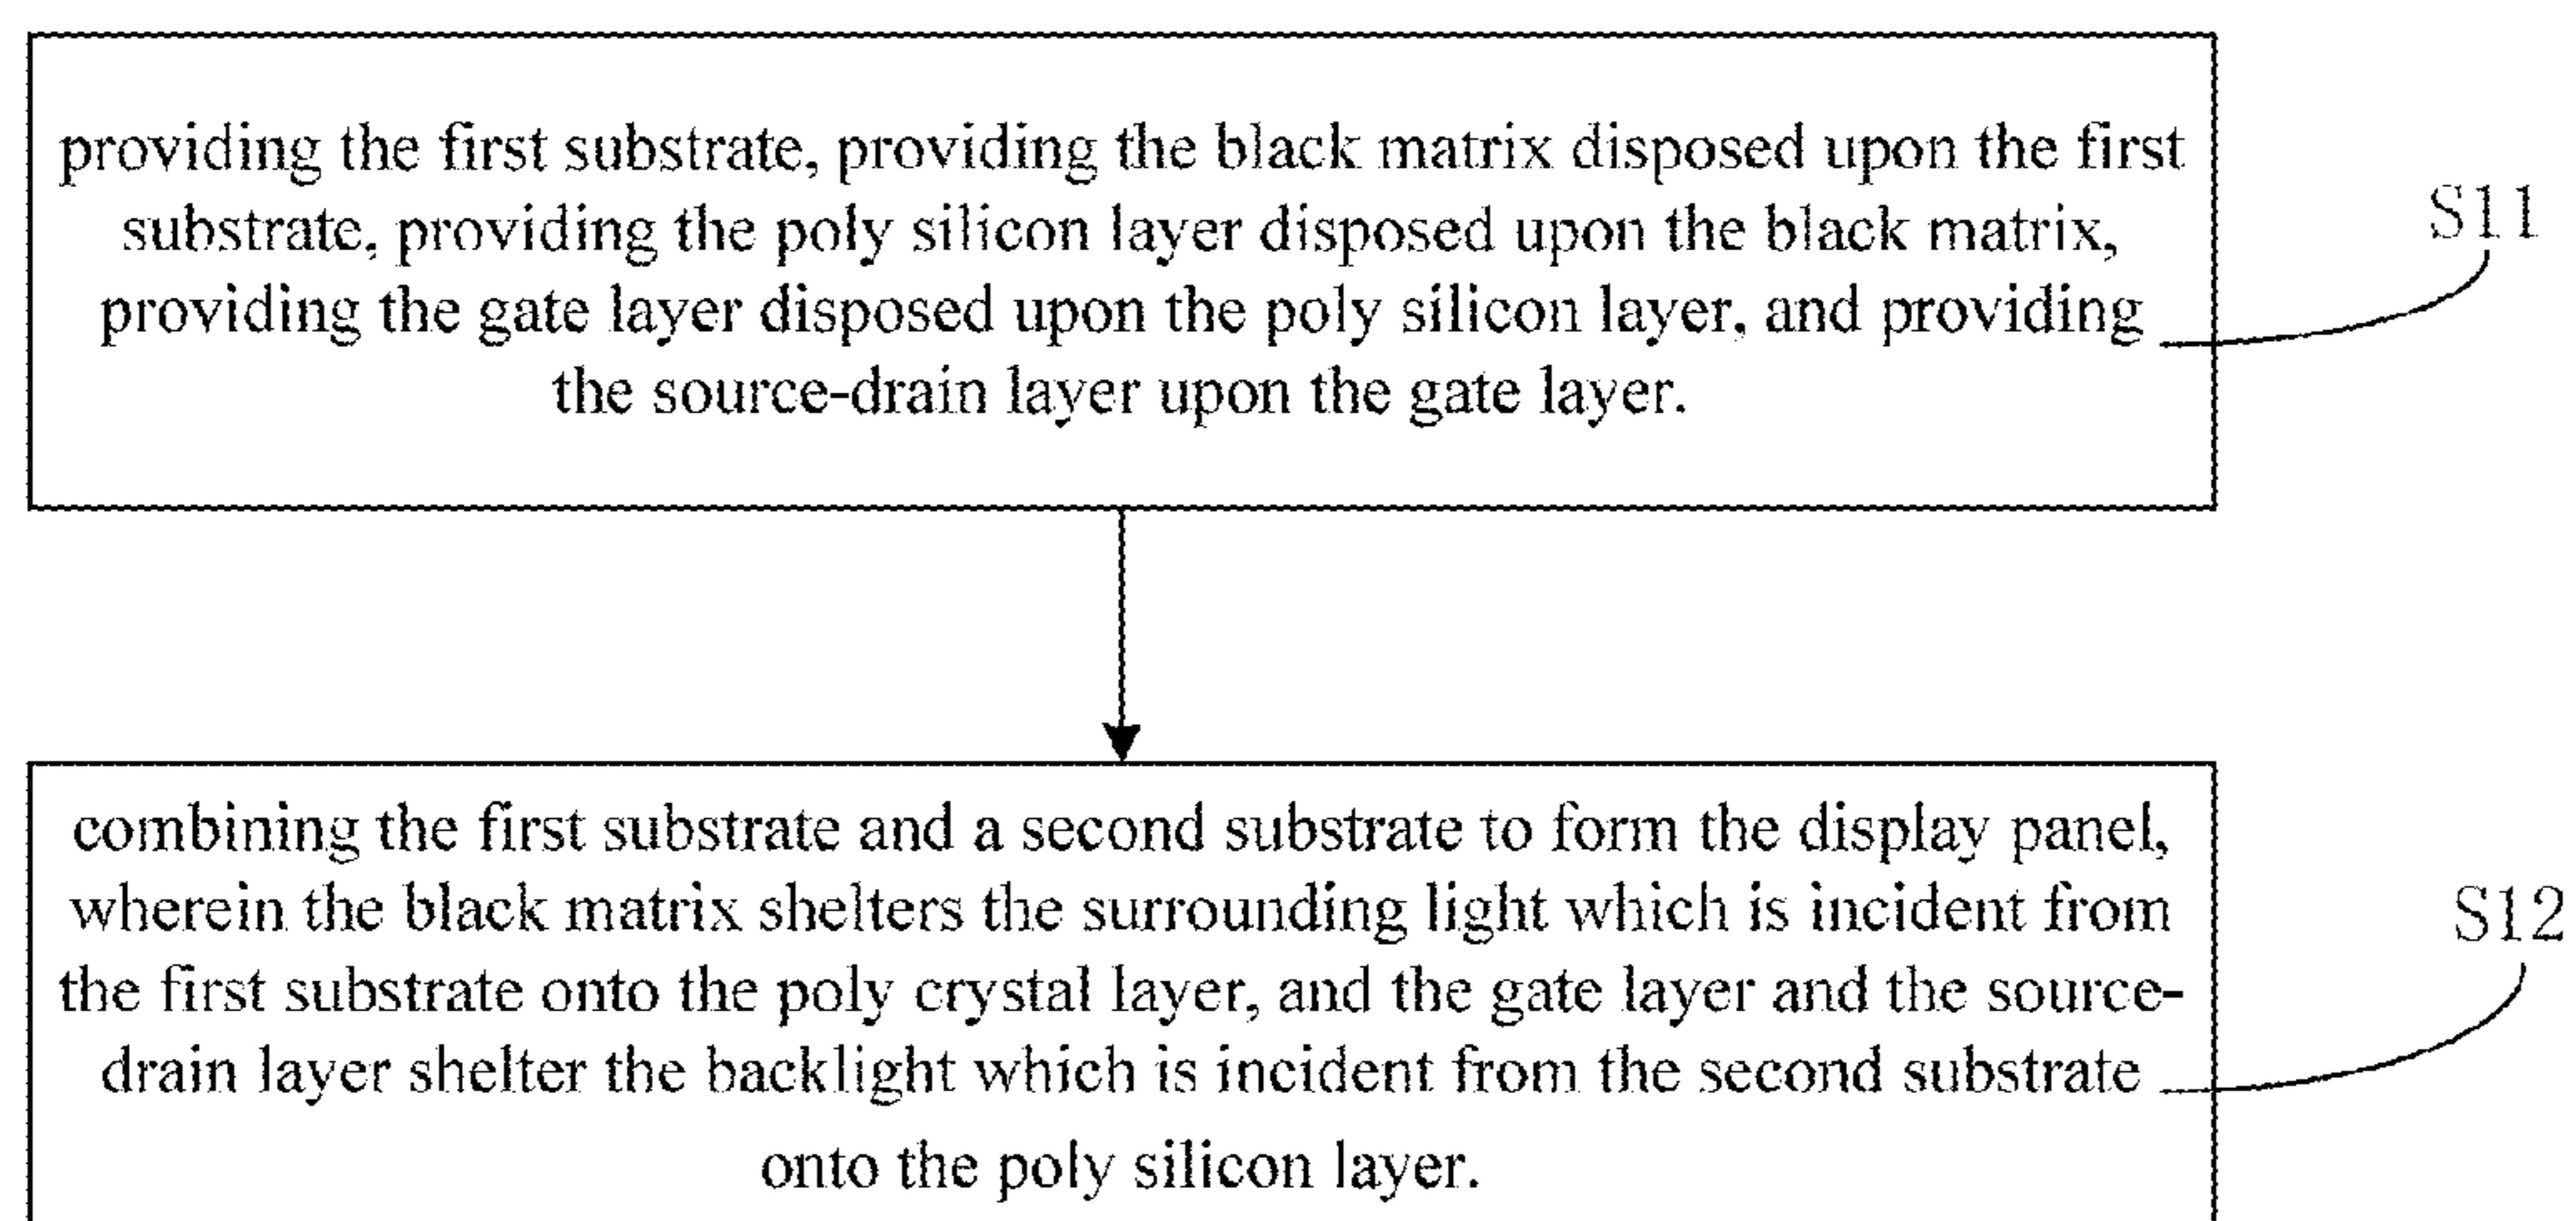 providing the first substrate, providing the black matrix disposed upon the first
substrate, providing the poly silicon layer disposed upon the black matrix,
providing the gate layer disposed upon the poly silicon layer, and providing
the source-drain layer upon the gate layer.
S11
combining the first substrate and a second substrate to form the display panel,
wherein the black matrix shelters the surrounding light which is incident from
the first substrate onto the poly crystal layer, and the gate layer and the source-
drain layer shelter the backlight which is incident from the second substrate
onto the poly silicon layer.
S12